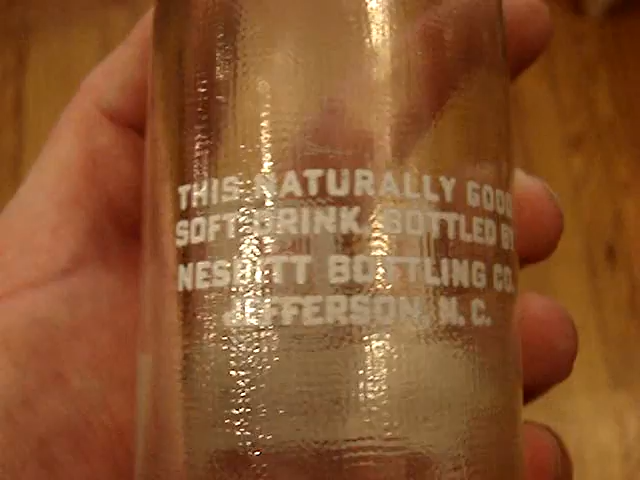 THIS NATURALLY GOOD
SOFT DRINK, BOTTLED BY
NESBITT BOTTLING CO.
JEFFERSON, N. C.